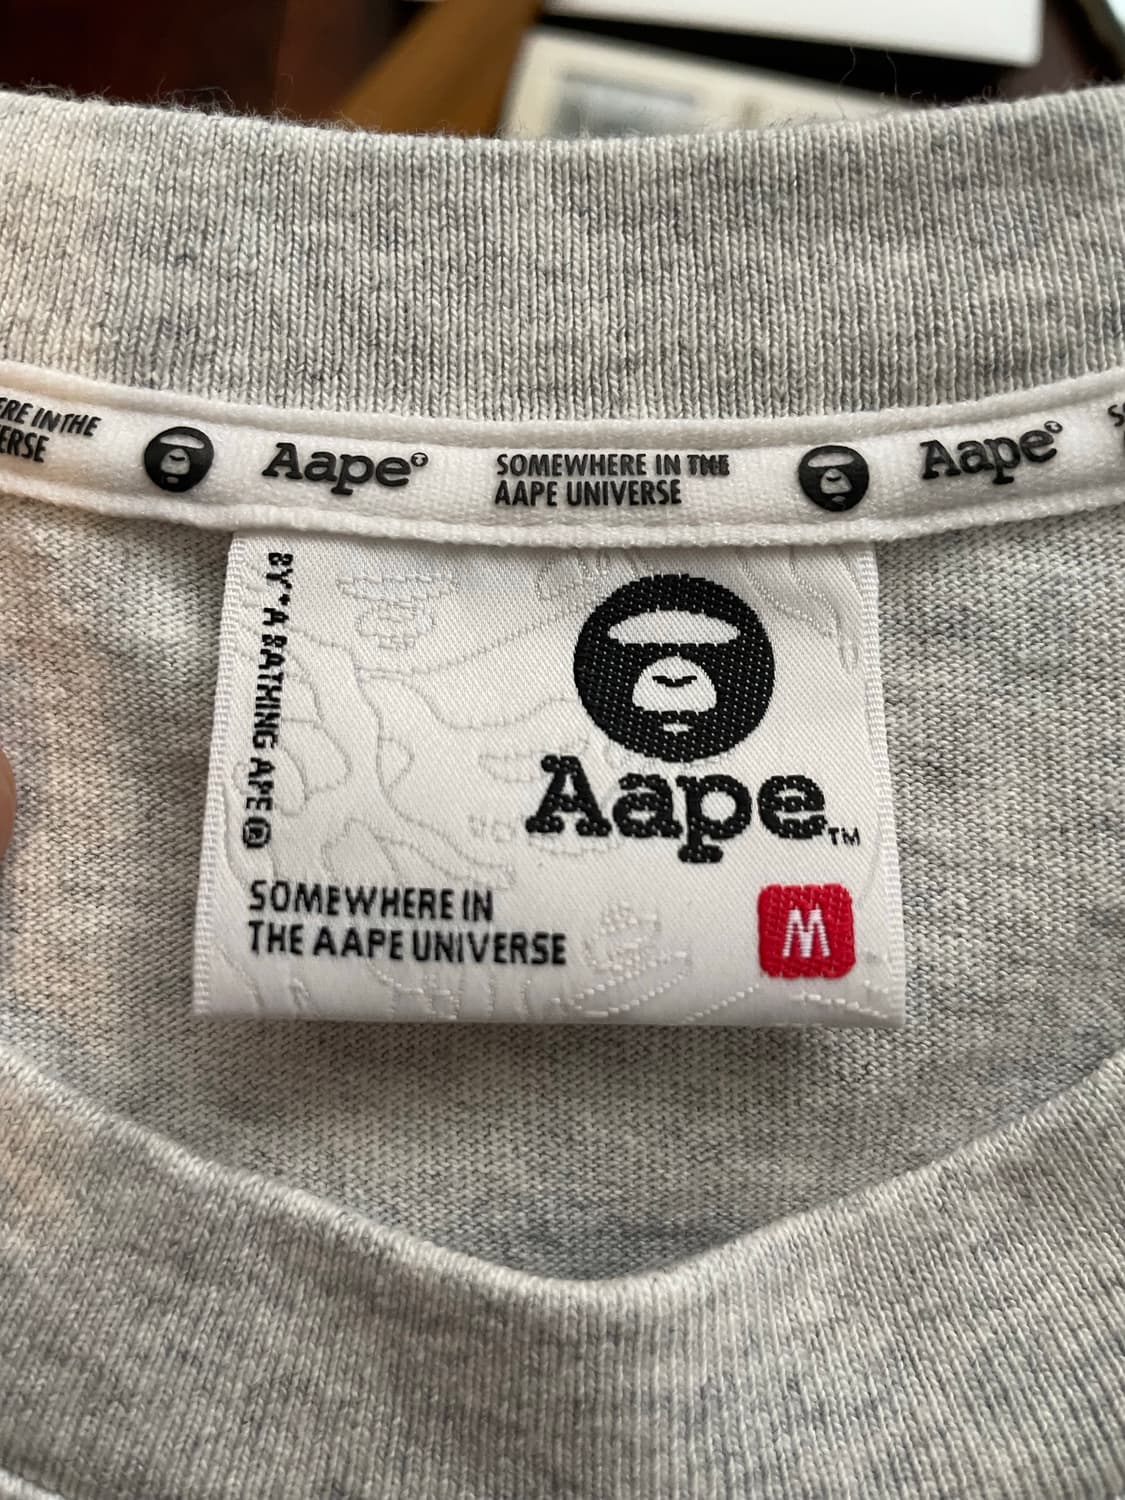 ERE IN THE
ERSE
Aape
SOMEWHERE IN THE
AAPE UNIVERSE
Aape
BY*A BATHING APE®
Aape™
SOMEWHERE IN
THE AAPE UNIVERSE
M